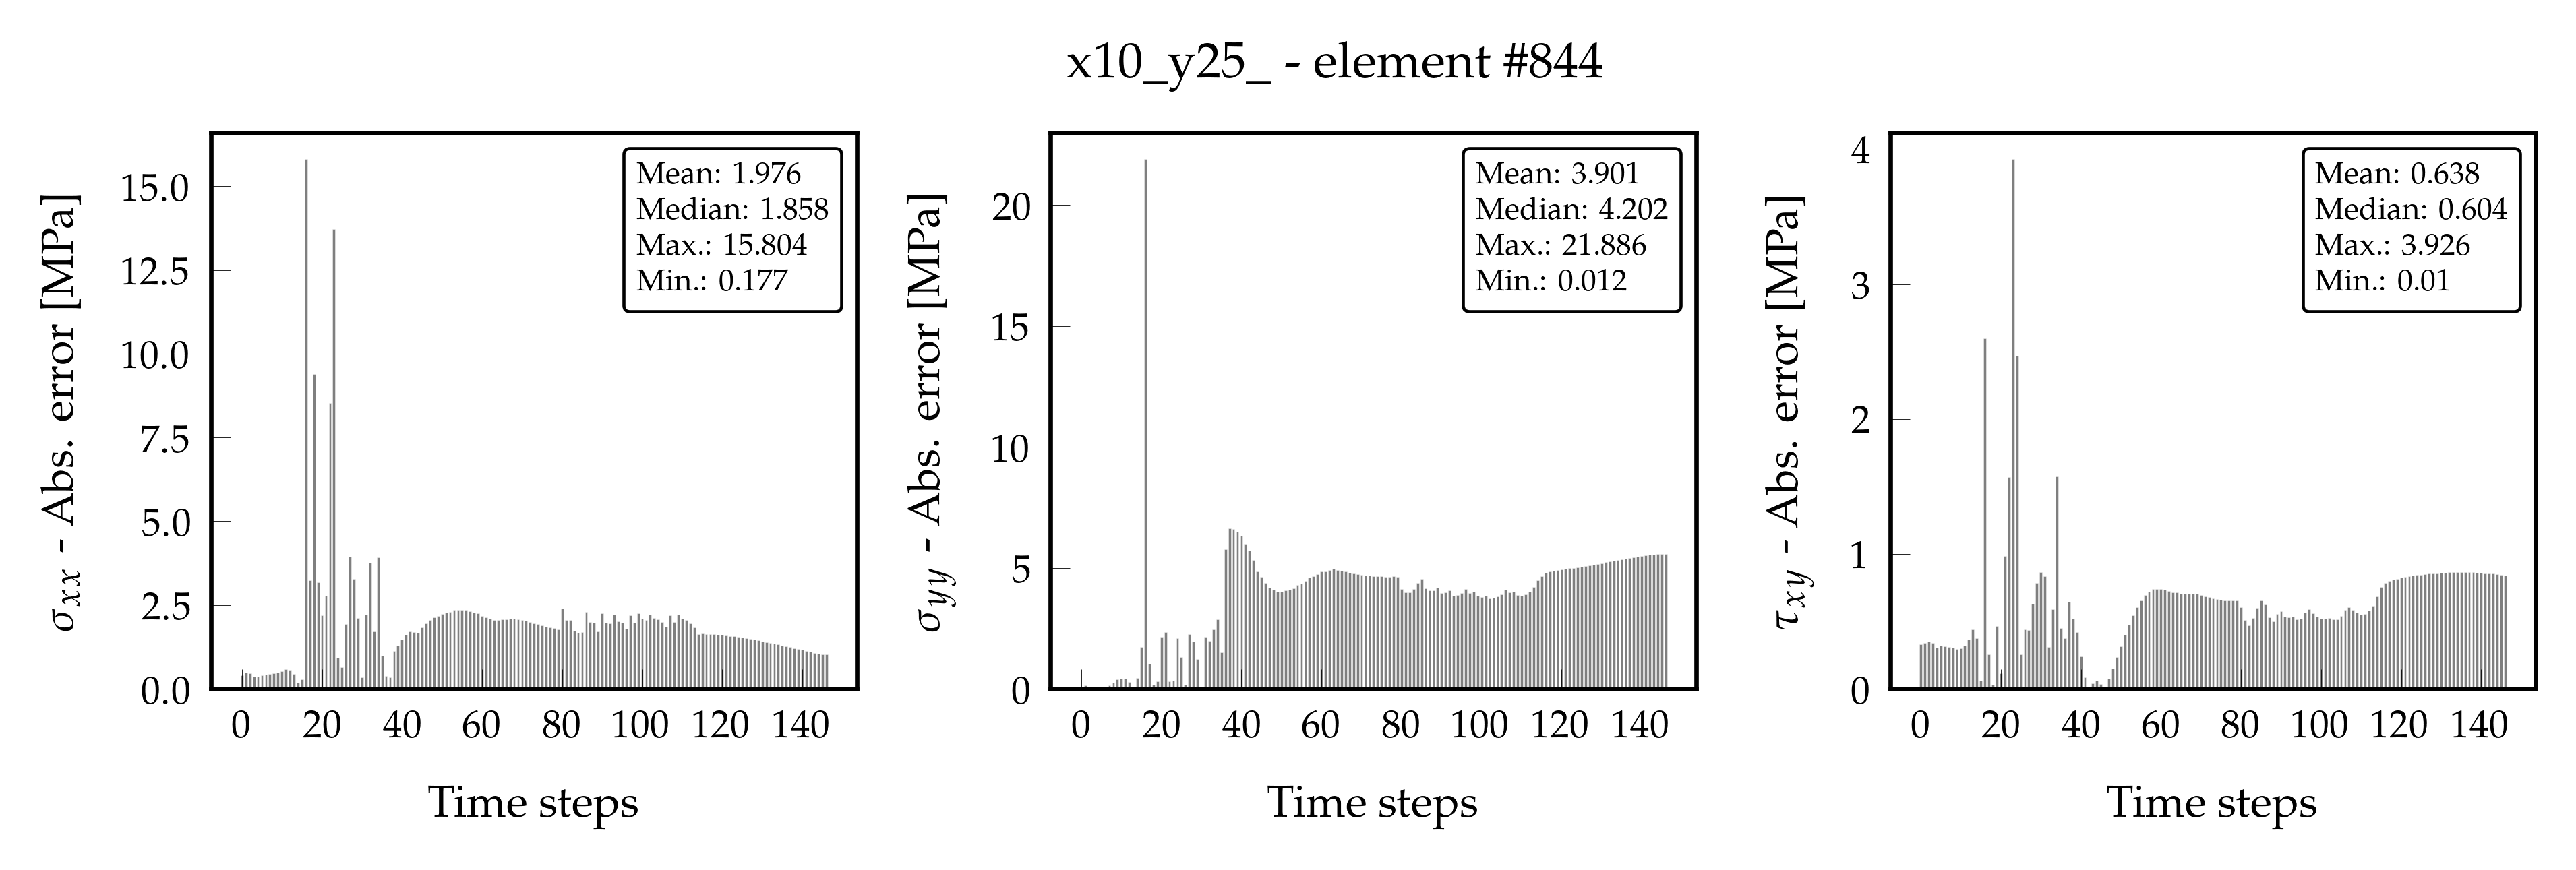 x10_y25_ - element #844
σxx - Abs. error [MPa]
15.0
12.5
10.0
7.5
5.0
2.5
0.0
0 20 40 60 80 100 120 140
Time steps
Mean: 1.976
Median: 1.858
Max.: 15.804
Min.: 0.177
σyy - Abs. error [MPa]
20
15
10
5
0
0 20 40 60 80 100 120 140
Time steps
Mean: 3.901
Median: 4.202
Max.: 21.886
Min.: 0.012
τxy - Abs. error [MPa]
4
3
2
1
0
0 20 40 60 80 100 120 140
Time steps
Mean: 0.638
Median: 0.604
Max.: 3.926
Min.: 0.01